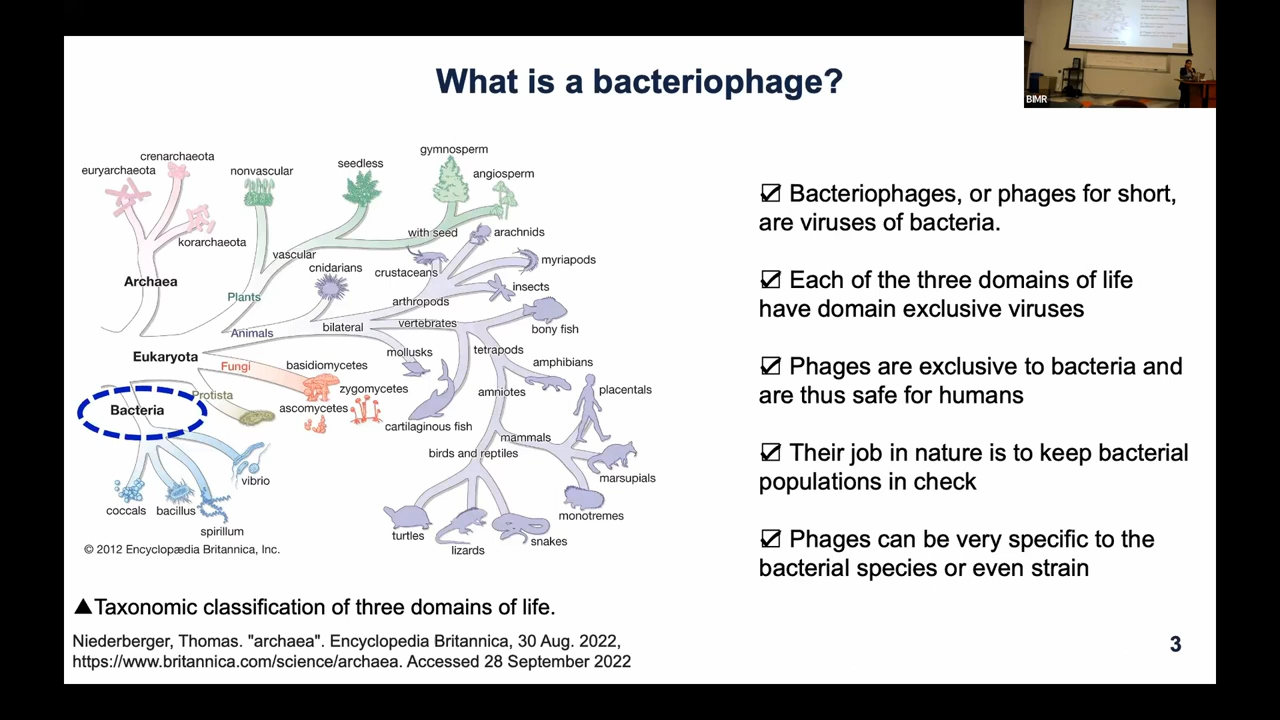 What is a bacteriophage?
BIMR
crenarchaeota
euryarchaeota
korarchaeota
Archaea
nonvascular
seedless
gymnosperm
angiosperm
with seed
vascular
Plants
cnidarians
crustaceans
arachnids
myriapods
insects
arthropods
Animals
bilateral
vertebrates
bony fish
Eukaryota
Fungi
basidiomycetes
zygomycetes
ascomycetes
mollusks
tetrapods
amphibians
amniotes
placentals
cartilaginous fish
mammals
birds and reptiles
marsupials
monotremes
turtles
lizards
snakes
Protista
Bacteria
vibrio
coccals
bacillus
spirillum
© 2012 Encyclopædia Britannica, Inc.
▲Taxonomic classification of three domains of life.
Niederberger, Thomas. "archaea". Encyclopedia Britannica, 30 Aug. 2022,
https://www.britannica.com/science/archaea. Accessed 28 September 2022
☑ Bacteriophages, or phages for short,
are viruses of bacteria.
☑ Each of the three domains of life
have domain exclusive viruses
☑ Phages are exclusive to bacteria and
are thus safe for humans
☑ Their job in nature is to keep bacterial
populations in check
☑ Phages can be very specific to the
bacterial species or even strain
3